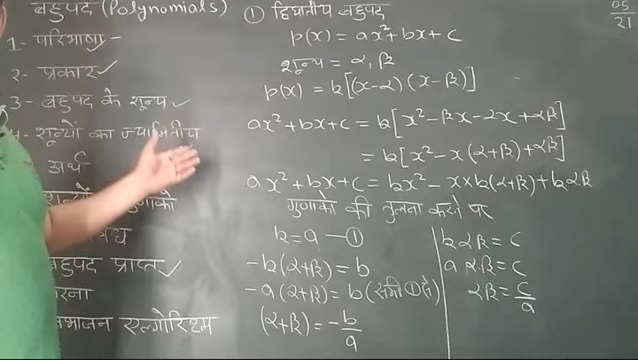 बहुपद (Polynomials)
1- परिभाषा -
2- प्रकार ✓
3- बहुपद के शून्य ✓
4- शून्यों का ज्यामितीय
अर्थ
शून्यों
गुणांको
बहुपद प्राप्त ✓
करना
एल्गोरिथ्म
① द्विघातीय बहुपद
p(x) = ax²+bx+c
शून्य = α, β
p(x) = k[(x-α)(x-β)]
ax²+bx+c = k[x²-βx-αx+αβ]
= k[x²-x(α+β)+αβ]
ax²+bx+c = kx²-x×k(α+β)+kαβ
गुणांको की तुलना करने पर
k=a —①
-k(α+β)=b
-a(α+β)=b (समी ① से)
(α+β)=-b/a
kαβ=c
aαβ=c
αβ=c/a
05/21